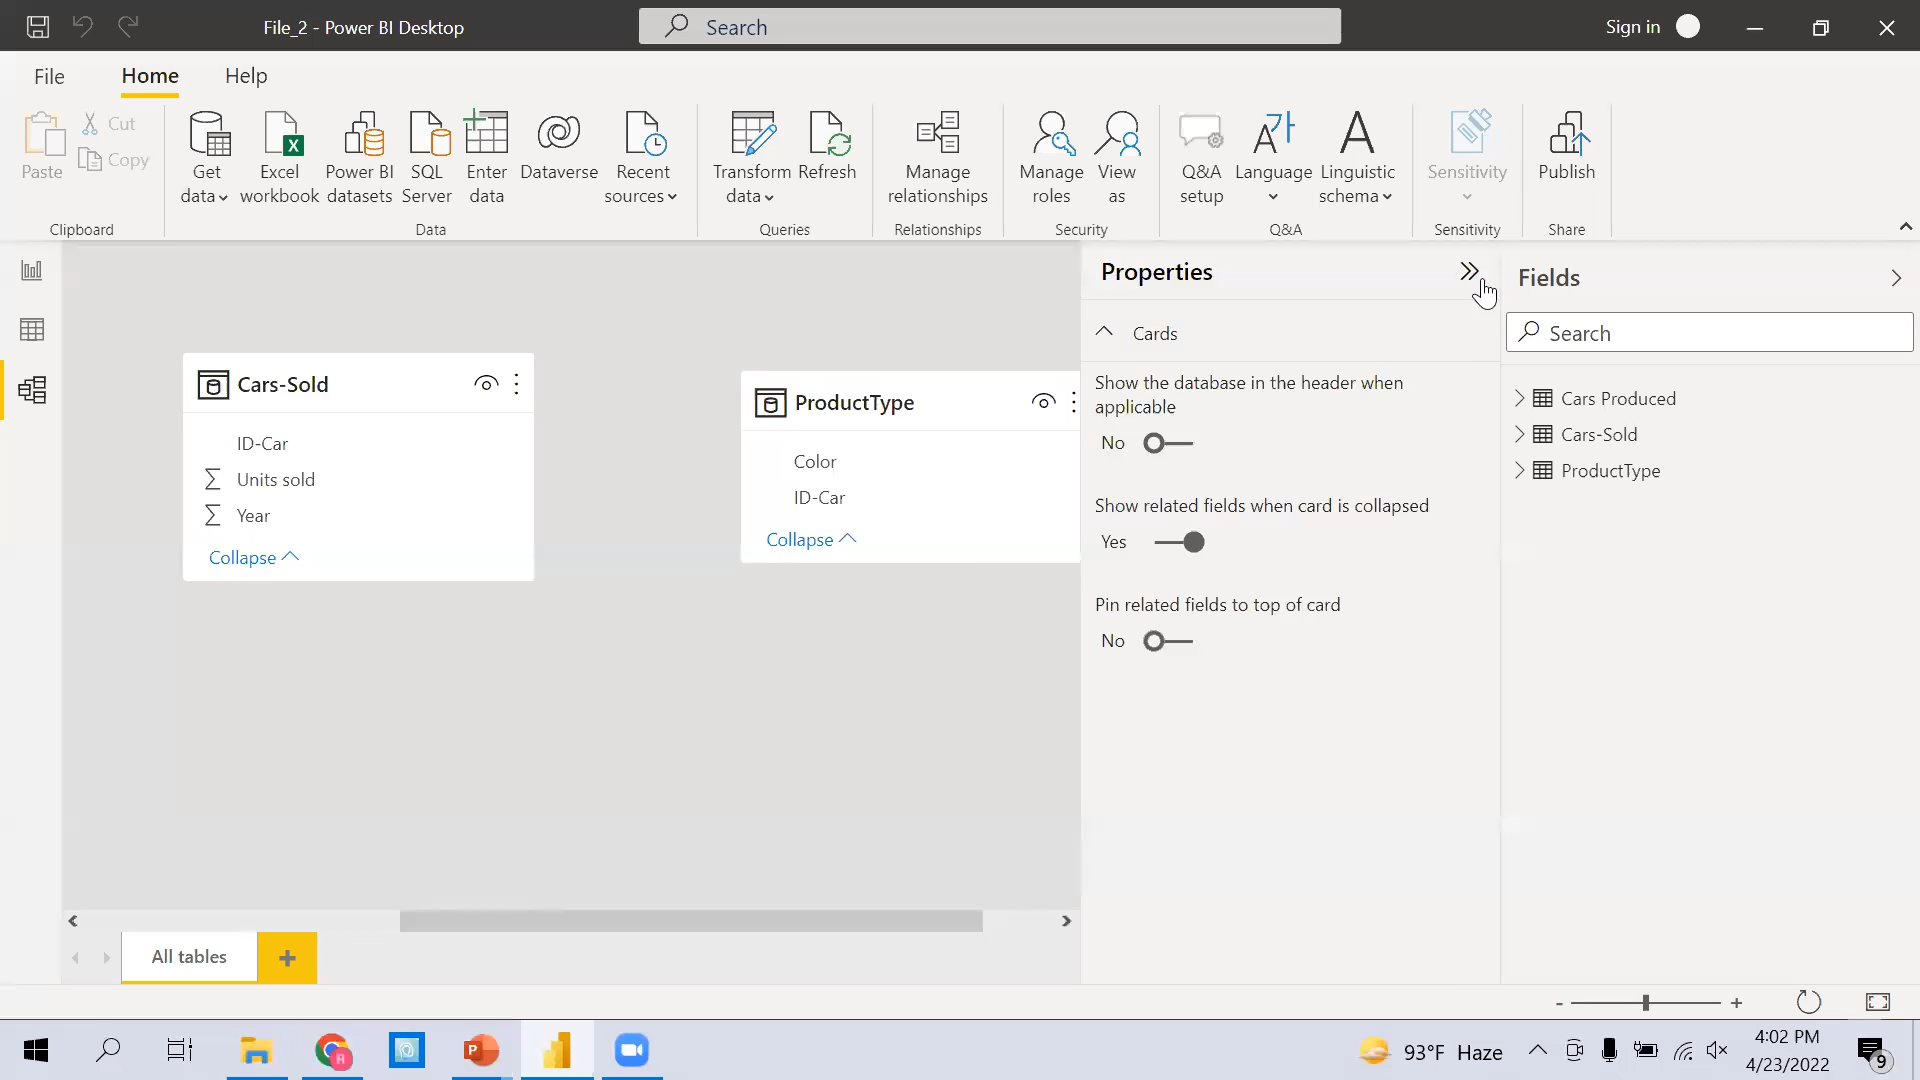 File_2 - Power BI Desktop
Search
Sign in
File
Home
Help
Paste
Cut
Copy
Clipboard
Get data
Excel workbook
Power BI datasets
SQL Server
Enter data
Dataverse
Recent sources
Data
Transform data
Refresh
Queries
Manage relationships
Relationships
Manage roles
View as
Security
Q&A setup
Language
Linguistic schema
Q&A
Sensitivity
Sensitivity
Publish
Share
Cars-Sold
ID-Car
Units sold
Year
Collapse
ProductType
Color
ID-Car
Collapse
Properties
Cards
Show the database in the header when
applicable
No
Show related fields when card is collapsed
Yes
Pin related fields to top of card
No
Fields
Search
Cars Produced
Cars-Sold
ProductType
All tables
93°F Haze
4:02 PM
4/23/2022
9